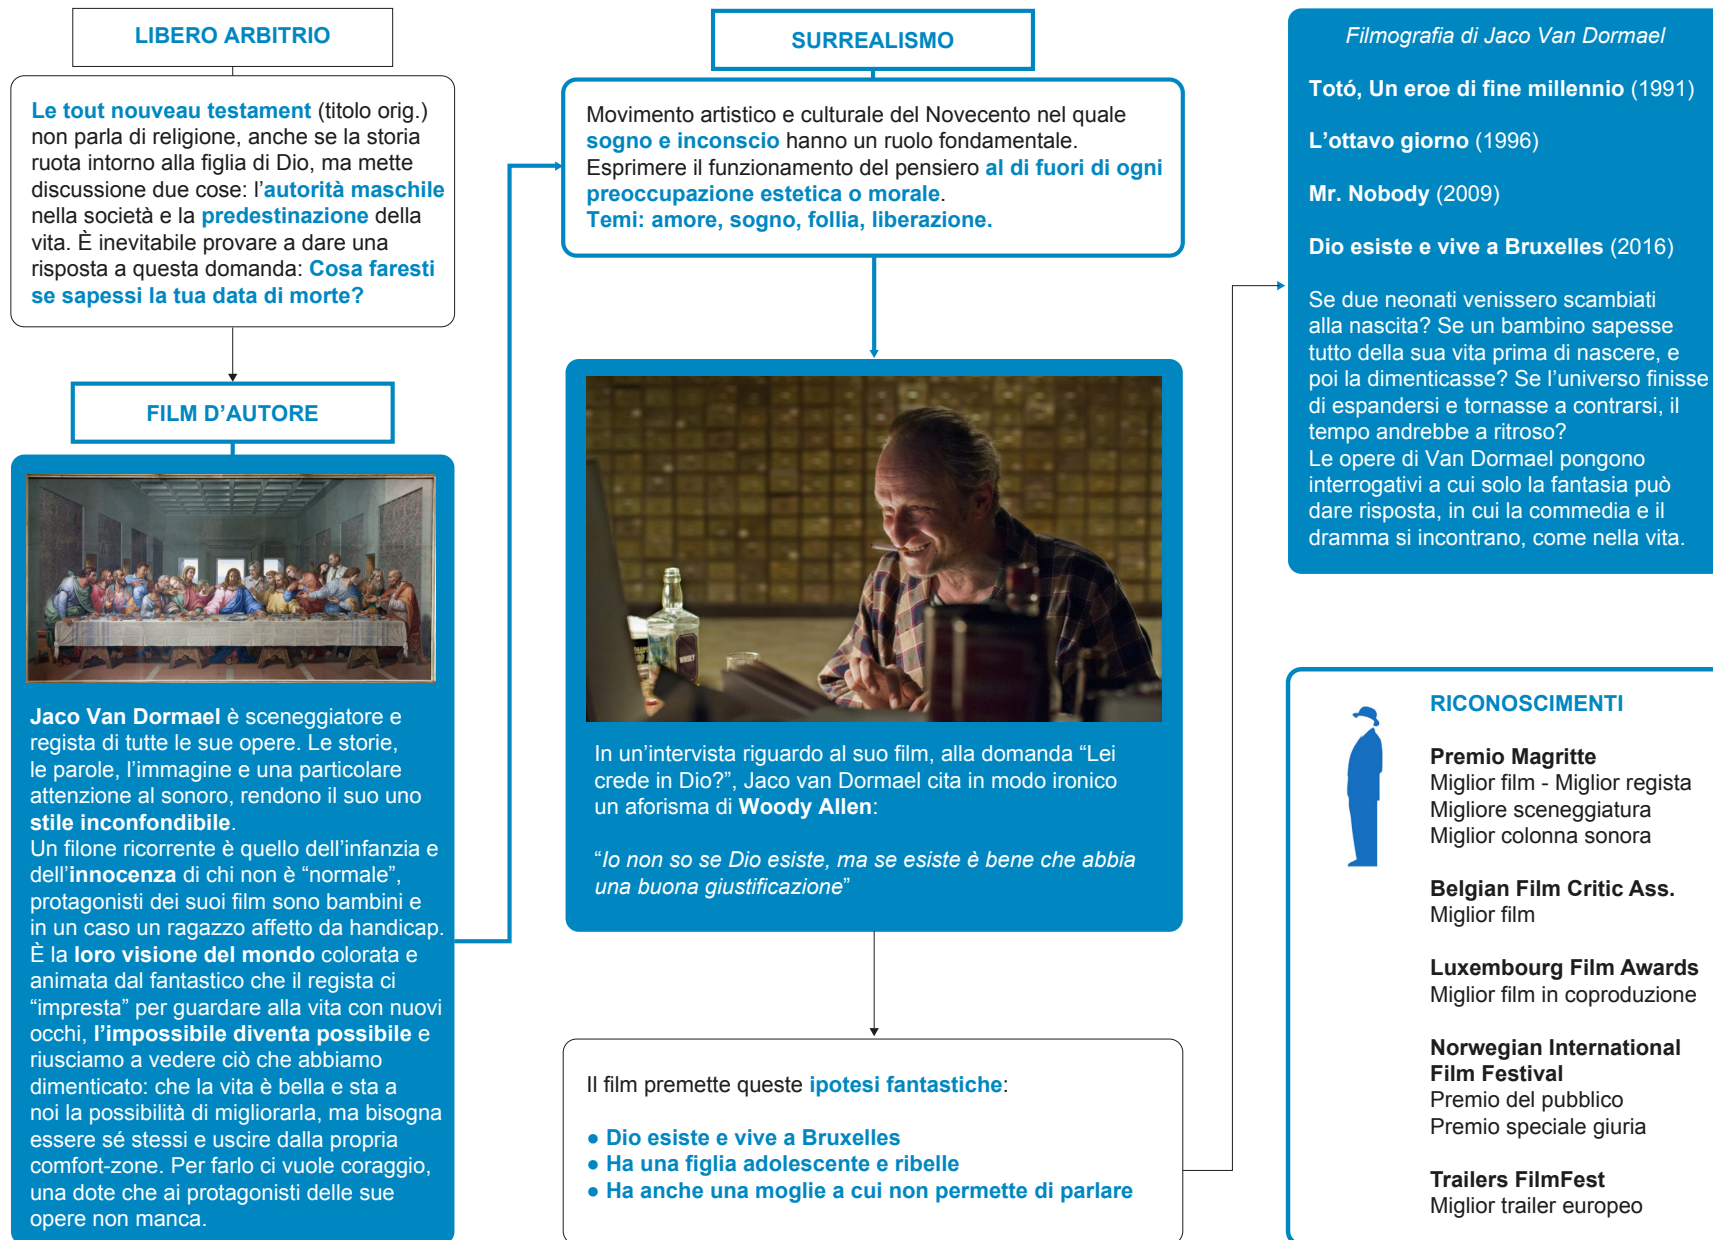 LIBERO ARBITRIO
Le tout nouveau testament (titolo orig.)
non parla di religione, anche se la storia
ruota intorno alla figlia di Dio, ma mette
discussione due cose: l'autorità maschile
nella società e la predestinazione della
vita. È inevitabile provare a dare una
risposta a questa domanda: Cosa faresti
se sapessi la tua data di morte?
FILM D'AUTORE
Jaco Van Dormael è sceneggiatore e
regista di tutte le sue opere. Le storie,
le parole, l'immagine e una particolare
attenzione al sonoro, rendono il suo uno
stile inconfondibile.
Un filone ricorrente è quello dell'infanzia e
dell'innocenza di chi non è “normale”,
protagonisti dei suoi film sono bambini e
in un caso un ragazzo affetto da handicap.
È la loro visione del mondo colorata e
animata dal fantastico che il regista ci
“impresta” per guardare alla vita con nuovi
occhi, l'impossibile diventa possibile e
riusciamo a vedere ciò che abbiamo
dimenticato: che la vita è bella e sta a
noi la possibilità di migliorarla, ma bisogna
essere sé stessi e uscire dalla propria
comfort-zone. Per farlo ci vuole coraggio,
una dote che ai protagonisti delle sue
opere non manca.
SURREALISMO
Movimento artistico e culturale del Novecento nel quale
sogno e inconscio hanno un ruolo fondamentale.
Esprimere il funzionamento del pensiero al di fuori di ogni
preoccupazione estetica o morale.
Temi: amore, sogno, follia, liberazione.
WHISKY
In un'intervista riguardo al suo film, alla domanda “Lei
crede in Dio?”, Jaco van Dormael cita in modo ironico
un aforisma di Woody Allen:
“Io non so se Dio esiste, ma se esiste è bene che abbia
una buona giustificazione”
Il film premette queste ipotesi fantastiche:
● Dio esiste e vive a Bruxelles
● Ha una figlia adolescente e ribelle
● Ha anche una moglie a cui non permette di parlare
Filmografia di Jaco Van Dormael
Totó, Un eroe di fine millennio (1991)
L'ottavo giorno (1996)
Mr. Nobody (2009)
Dio esiste e vive a Bruxelles (2016)
Se due neonati venissero scambiati
alla nascita? Se un bambino sapesse
tutto della sua vita prima di nascere, e
poi la dimenticasse? Se l'universo finisse
di espandersi e tornasse a contrarsi, il
tempo andrebbe a ritroso?
Le opere di Van Dormael pongono
interrogativi a cui solo la fantasia può
dare risposta, in cui la commedia e il
dramma si incontrano, come nella vita.
RICONOSCIMENTI
Premio Magritte
Miglior film - Miglior regista
Migliore sceneggiatura
Miglior colonna sonora
Belgian Film Critic Ass.
Miglior film
Luxembourg Film Awards
Miglior film in coproduzione
Norwegian International
Film Festival
Premio del pubblico
Premio speciale giuria
Trailers FilmFest
Miglior trailer europeo